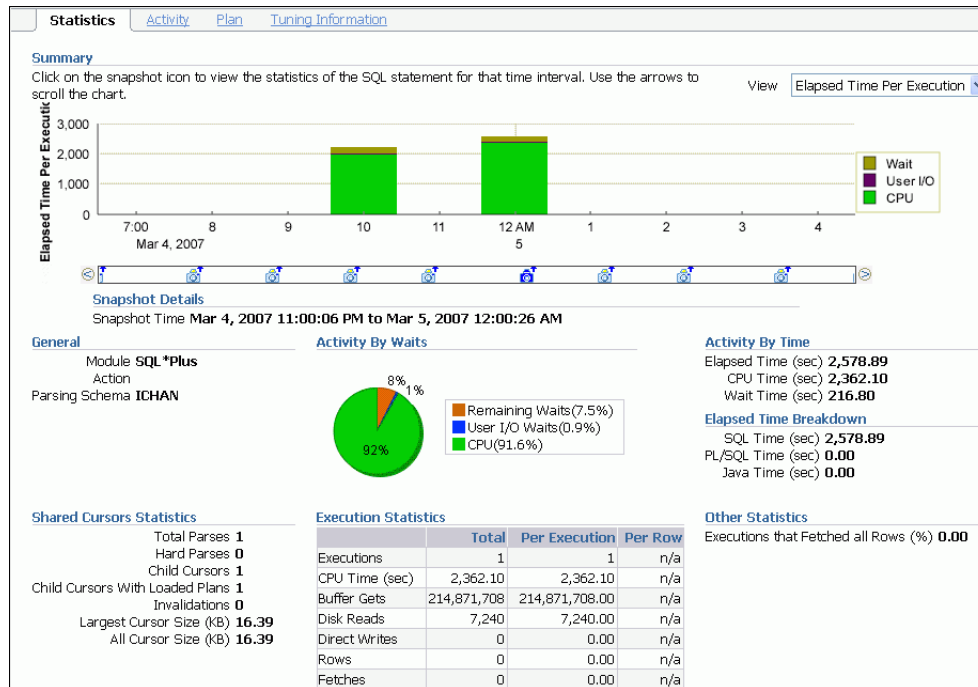 Statistics Activity Plan Tuning Information
Summary
Click on the snapshot icon to view the statistics of the SQL statement for that time interval. Use the arrows to
scroll the chart.
View Elapsed Time Per Execution
Elapsed Time Per Executic
3,000
2,000
1,000
0
Wait
User I/O
CPU
7:00 8 9 10 11 12 AM 1 2 3 4
Mar 4, 2007 5
Snapshot Details
Snapshot Time Mar 4, 2007 11:00:06 PM to Mar 5, 2007 12:00:26 AM
General
Module SQL*Plus
Action
Parsing Schema ICHAN
Activity By Waits
8%
1%
92%
Remaining Waits(7.5%)
User I/O Waits(0.9%)
CPU(91.6%)
Activity By Time
Elapsed Time (sec) 2,578.89
CPU Time (sec) 2,362.10
Wait Time (sec) 216.80
Elapsed Time Breakdown
SQL Time (sec) 2,578.89
PL/SQL Time (sec) 0.00
Java Time (sec) 0.00
Shared Cursors Statistics
Total Parses 1
Hard Parses 0
Child Cursors 1
Child Cursors With Loaded Plans 1
Invalidations 0
Largest Cursor Size (KB) 16.39
All Cursor Size (KB) 16.39
Execution Statistics
Total Per Execution Per Row
Executions 1 1 n/a
CPU Time (sec) 2,362.10 2,362.10 n/a
Buffer Gets 214,871,708 214,871,708.00 n/a
Disk Reads 7,240 7,240.00 n/a
Direct Writes 0 0.00 n/a
Rows 0 0.00 n/a
Fetches 0 0.00 n/a
Other Statistics
Executions that Fetched all Rows (%) 0.00